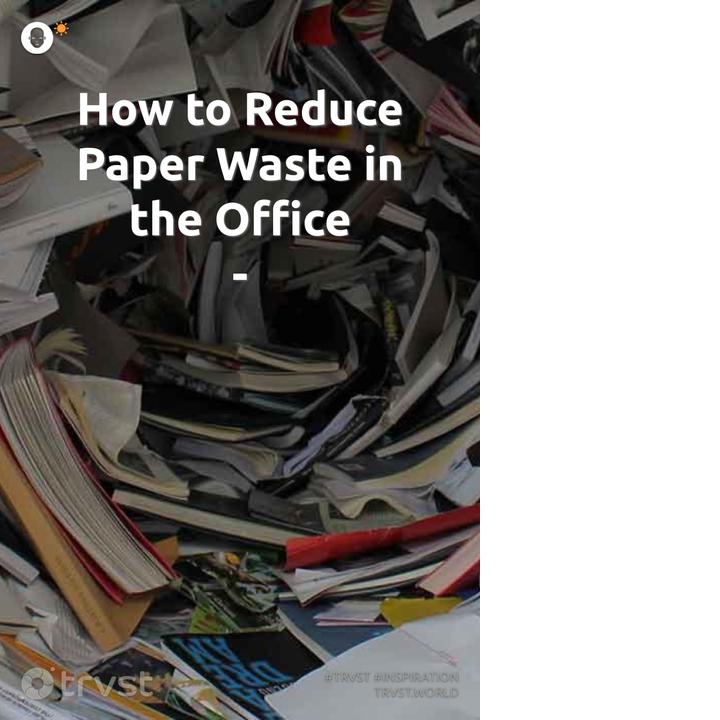 How to Reduce
Paper Waste in
the Office
-
trvst
#TRVST #INSPIRATION
TRVST.WORLD